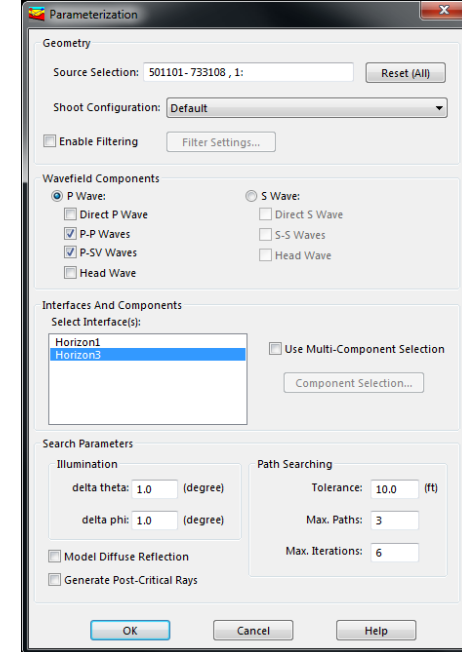 Parameterization
Geometry
Source Selection: 501101-733108 , 1: Reset (All)
Shoot Configuration: Default
Enable Filtering Filter Settings...
Wavefield Components
P Wave: S Wave:
Direct P Wave Direct S Wave
P-P Waves S-S Waves
P-SV Waves Head Wave
Head Wave
Interfaces And Components
Select Interface(s):
Horizon1
Horizon3
Use Multi-Component Selection
Component Selection...
Search Parameters
Illumination Path Searching
delta theta: 1.0 (degree) Tolerance: 10.0 (ft)
delta phi: 1.0 (degree) Max. Paths: 3
Model Diffuse Reflection Max. Iterations: 6
Generate Post-Critical Rays
OK Cancel Help